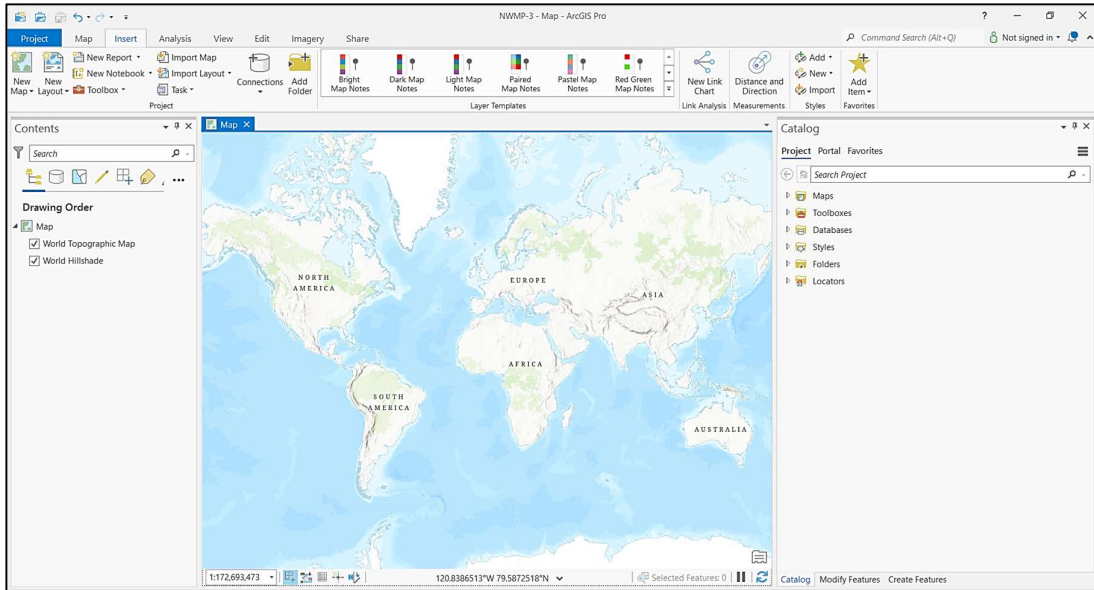 NWMP-3 - Map - ArcGIS Pro
?
Project Map Insert Analysis View Edit Imagery Share
Command Search (Alt+Q)
Not signed in
New Map
New Layout
New Report
New Notebook
Toolbox
Import Map
Import Layout
Task
Connections
Add Folder
Project
Bright Map Notes
Dark Map Notes
Light Map Notes
Paired Map Notes
Pastel Map Notes
Red Green Map Notes
Layer Templates
New Link Chart
Link Analysis
Distance and Direction
Measurements
Add
New
Import
Styles
Add Item
Favorites
Contents
Search
Drawing Order
Map
World Topographic Map
World Hillshade
Map
NORTH
AMERICA
EUROPE
ASIA
AFRICA
SOUTH
AMERICA
AUSTRALIA
1:172,693,473
120.8386513°W 79.5872518°N
Selected Features: 0
Catalog
Project Portal Favorites
Search Project
Maps
Toolboxes
Databases
Styles
Folders
Locators
Catalog Modify Features Create Features